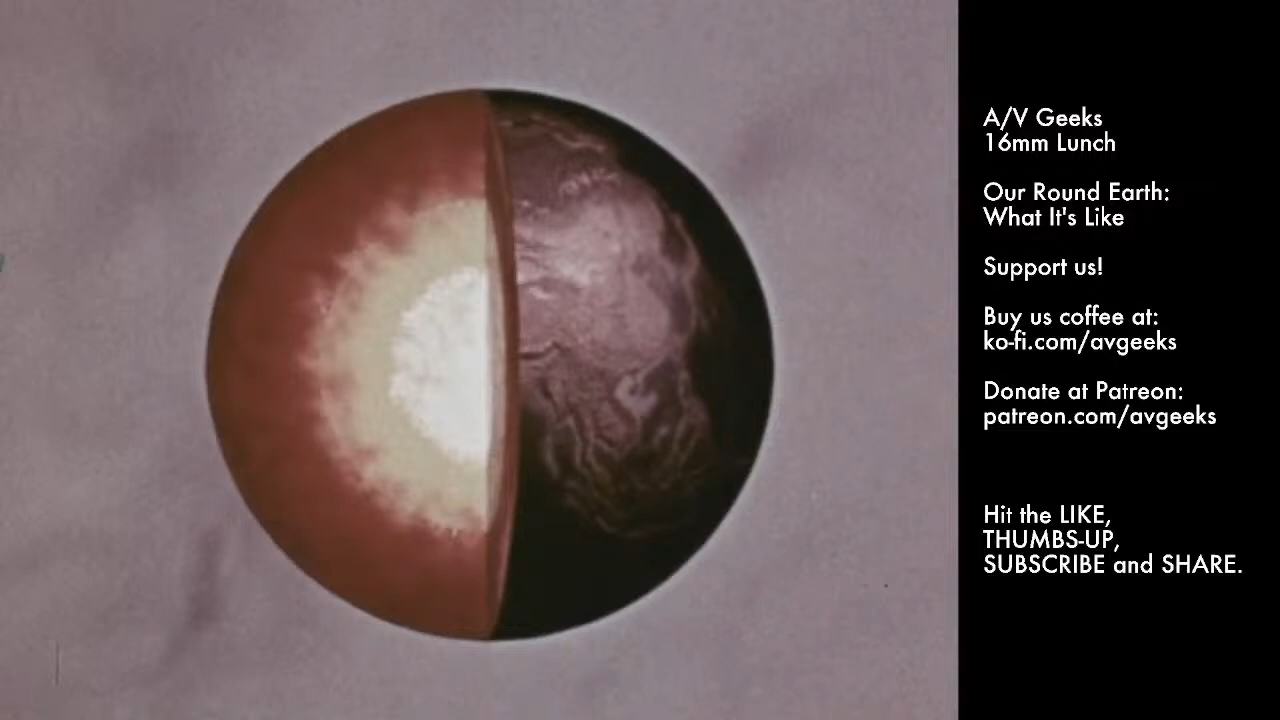 A/V Geeks
16mm Lunch
Our Round Earth:
What It's Like
Support us!
Buy us coffee at:
ko-fi.com/avgeeks
Donate at Patreon:
patreon.com/avgeeks
Hit the LIKE,
THUMBS-UP,
SUBSCRIBE and SHARE.